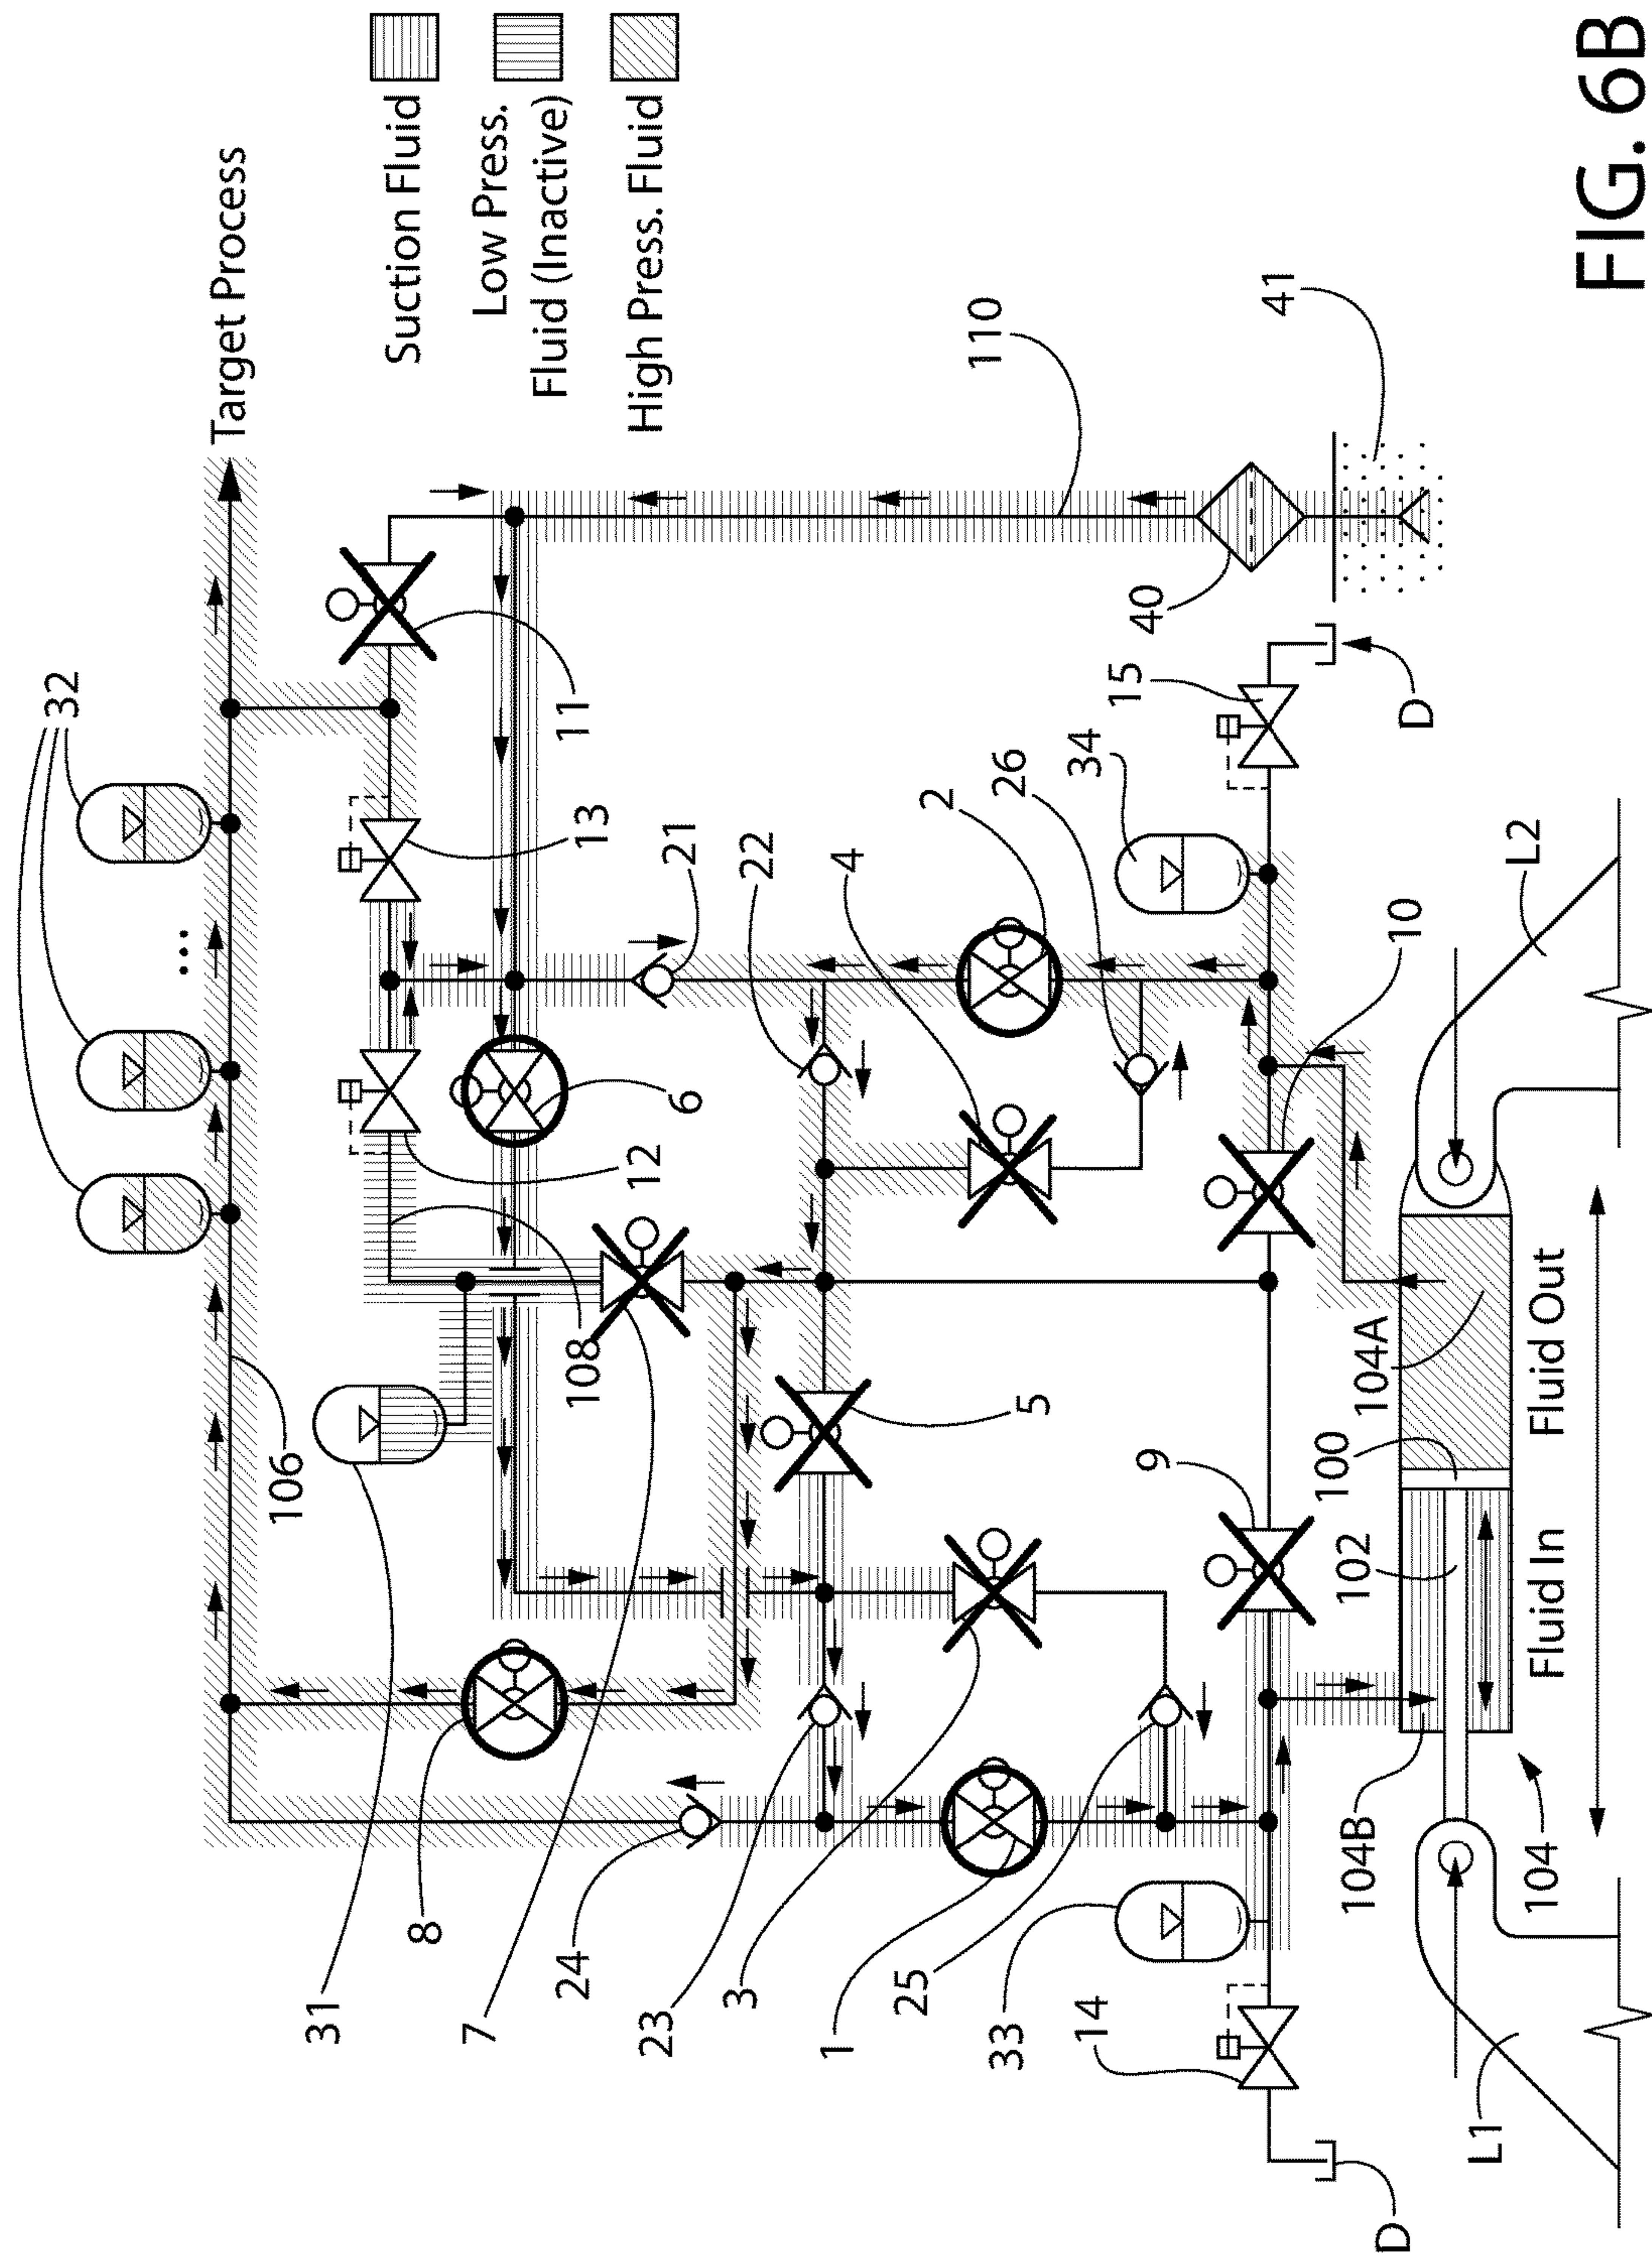 32
Target Process
106
31
Suction Fluid
8
7
Low Press.
Fluid (Inactive)
24
108
11
13
23
12
High Press. Fluid
6
21
3
22
1
4
25
2
33
26
110
5
14
34
15
40
9
41
100
104B
104A
D
10
D
102
L1
104
Fluid In
Fluid Out
L2
FIG. 6B